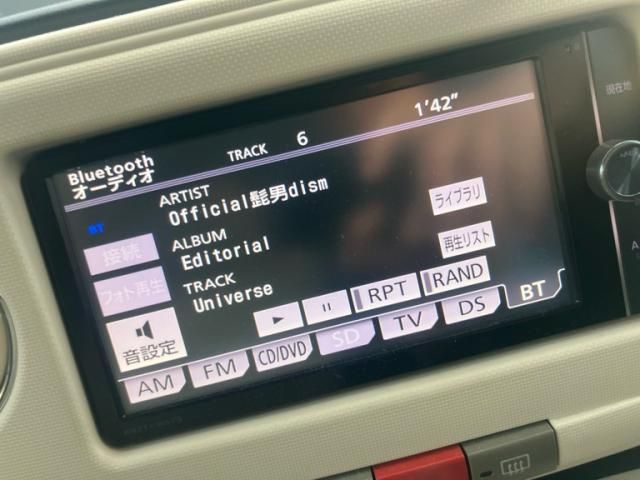 現在地
Bluetooth
オーディオ
TRACK 6 1'42"
BT
ARTIST
Official髭男dism
ライブラリ
接続
ALBUM
Editorial
再生リスト
フォト再生
TRACK
Universe
RPT RAND
音設定
AM FM CD/DVD SD TV DS BT